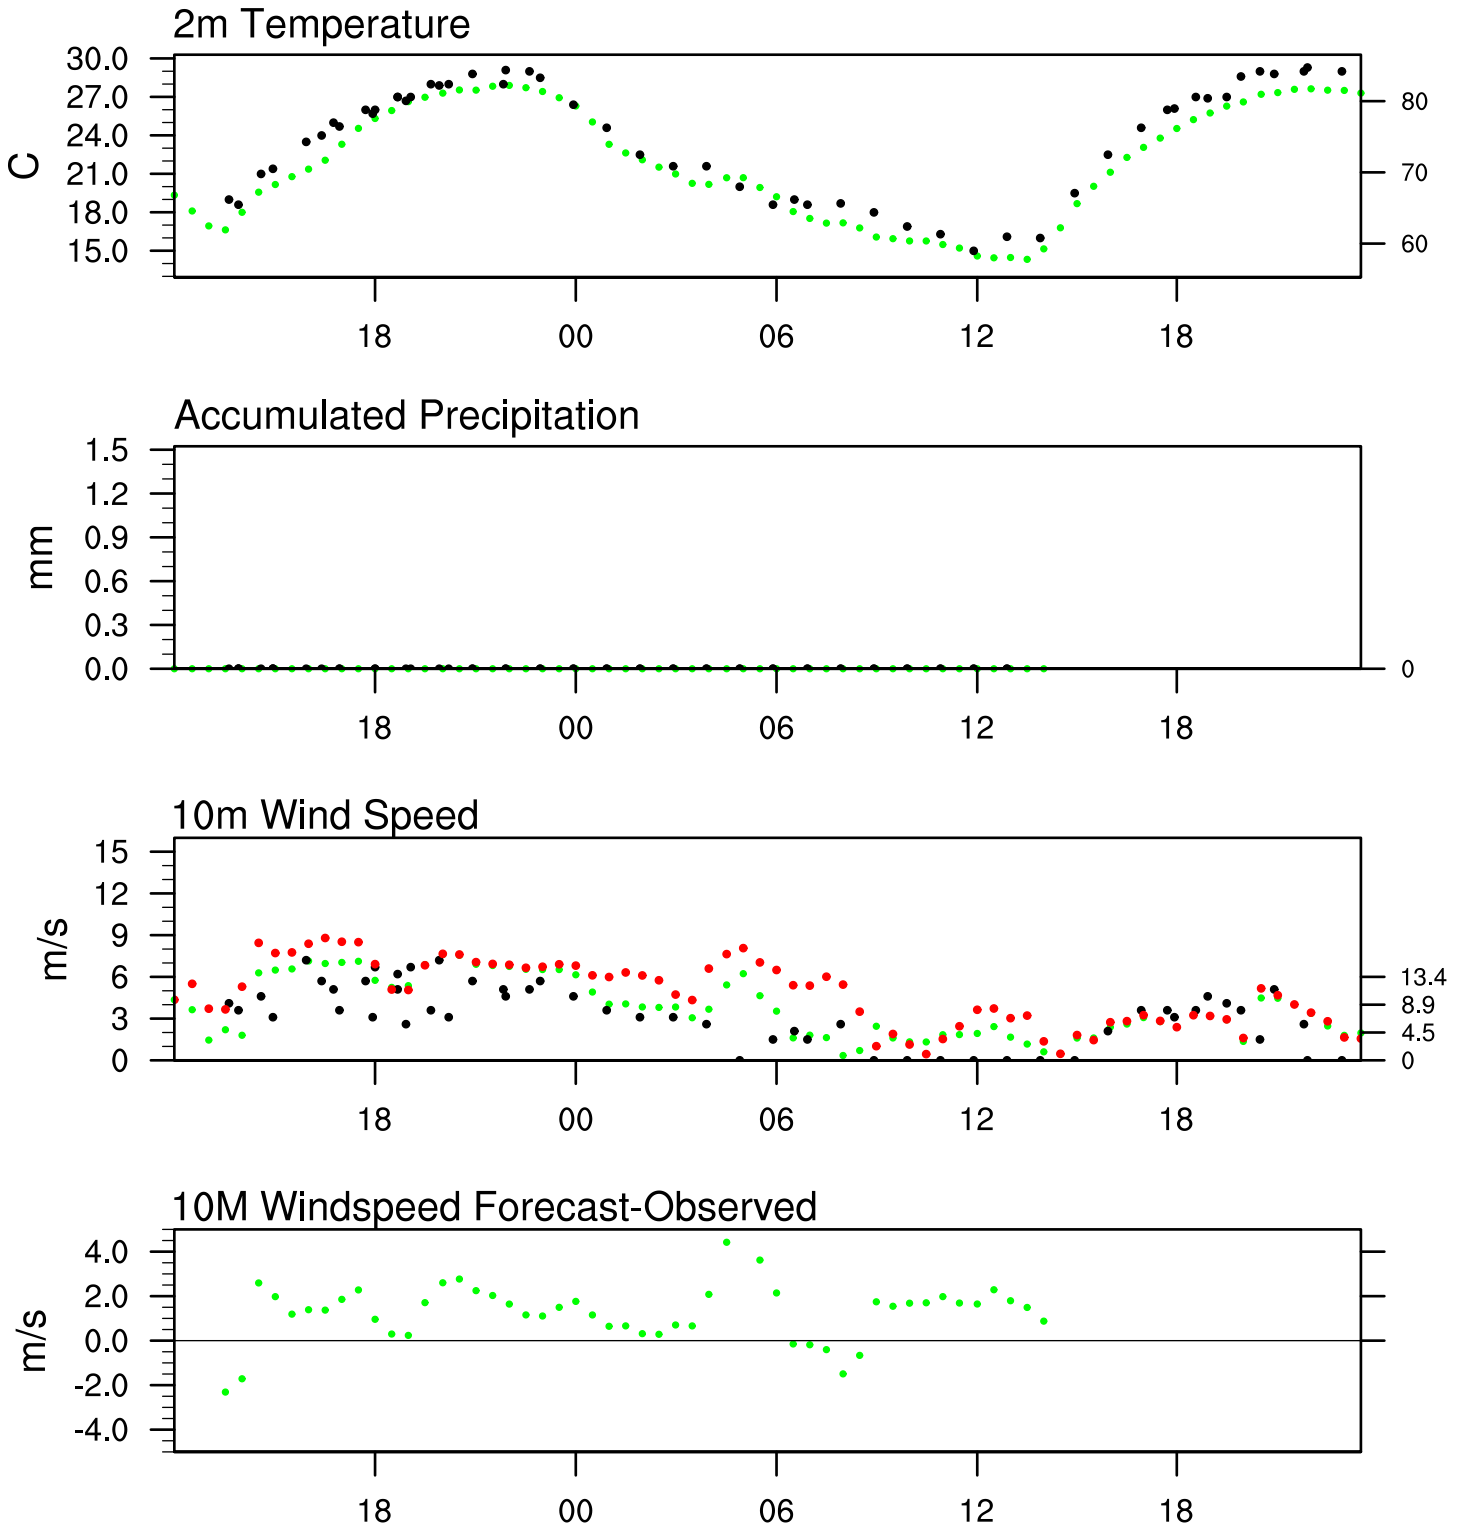 2m Temperature
30.0
27.0
24.0
21.0
18.0
15.0
C
80
70
60
18 00 06 12 18
Accumulated Precipitation
1.5
1.2
0.9
0.6
0.3
0.0
mm
0
18 00 06 12 18
10m Wind Speed
15
12
9
6
3
0
m/s
13.4
8.9
4.5
0
18 00 06 12 18
10M Windspeed Forecast-Observed
4.0
2.0
0.0
-2.0
-4.0
m/s
18 00 06 12 18